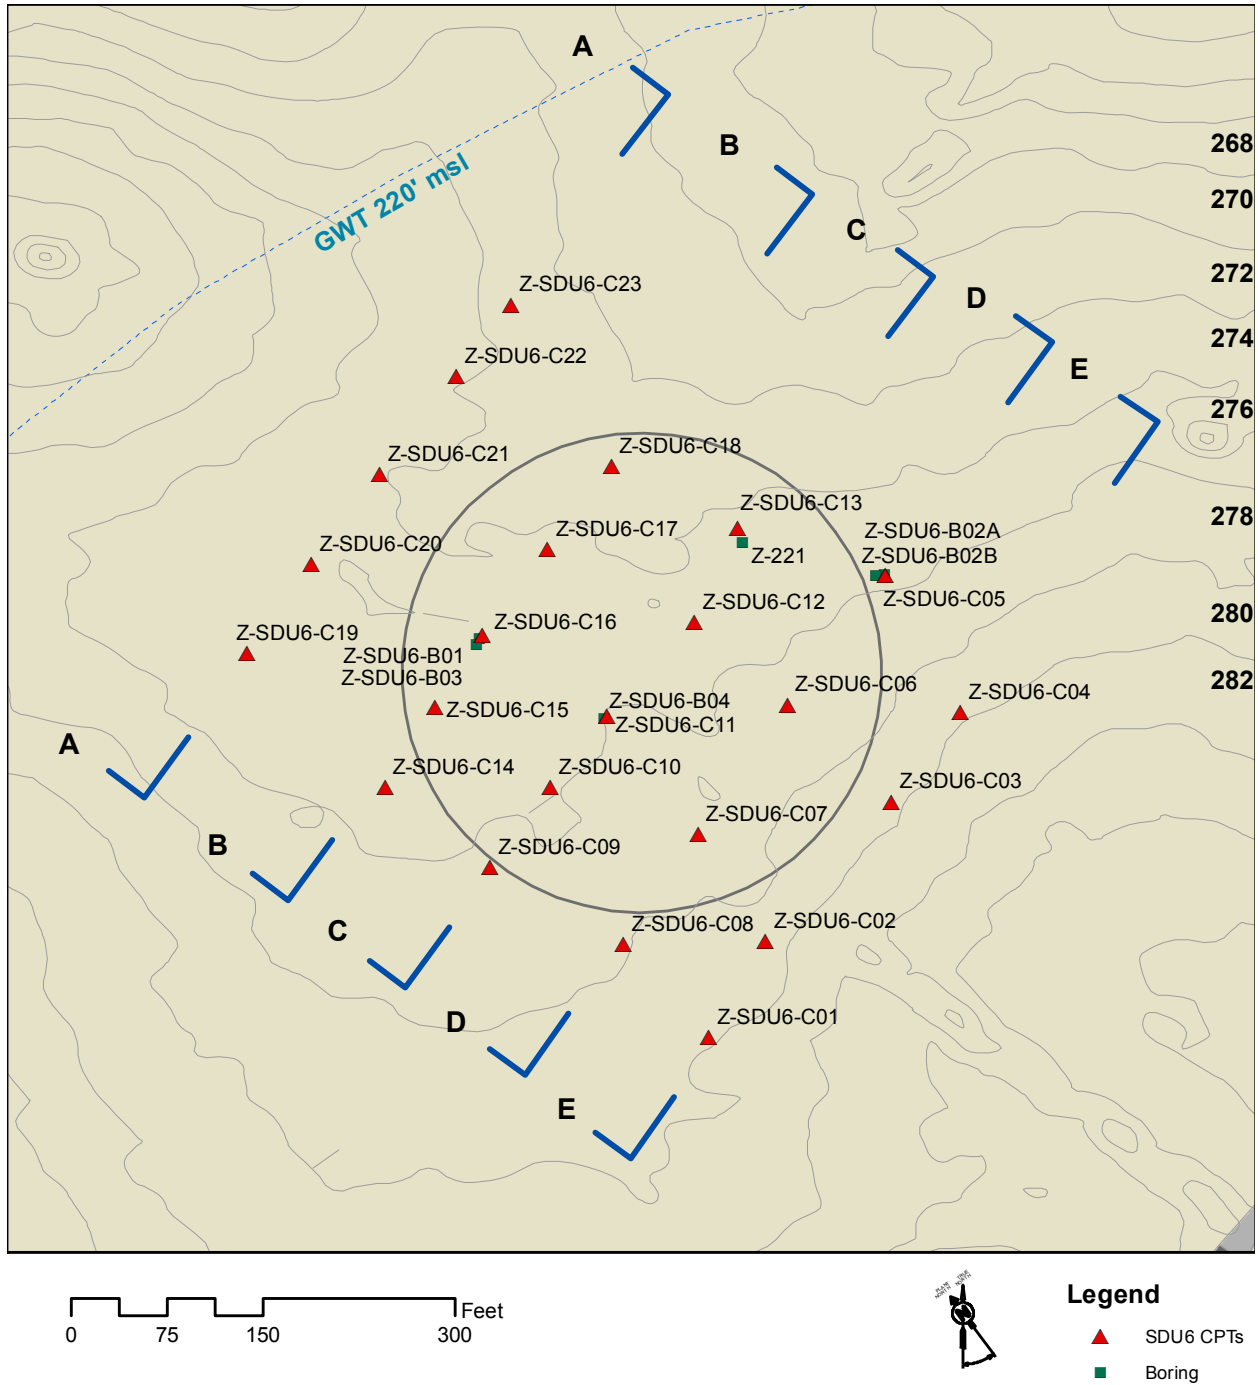 A
B
268
GWT 220' msl
270
C
272
Z-SDU6-C23
D
274
Z-SDU6-C22
E
276
Z-SDU6-C18
Z-SDU6-C21
Z-SDU6-C13
278
Z-SDU6-C17
Z-SDU6-B02A
Z-SDU6-C20
Z-221
Z-SDU6-B02B
Z-SDU6-C05
Z-SDU6-C12
280
Z-SDU6-C16
Z-SDU6-C19
Z-SDU6-B01
Z-SDU6-B03
282
Z-SDU6-C06
Z-SDU6-C04
Z-SDU6-B04
Z-SDU6-C15
Z-SDU6-C11
A
Z-SDU6-C14
Z-SDU6-C10
Z-SDU6-C03
Z-SDU6-C07
B
Z-SDU6-C09
Z-SDU6-C08
Z-SDU6-C02
C
Z-SDU6-C01
D
E
Feet
0 75 150 300
PLANT NORTH
TRUE NORTH
N
Legend
SDU6 CPTs
Boring